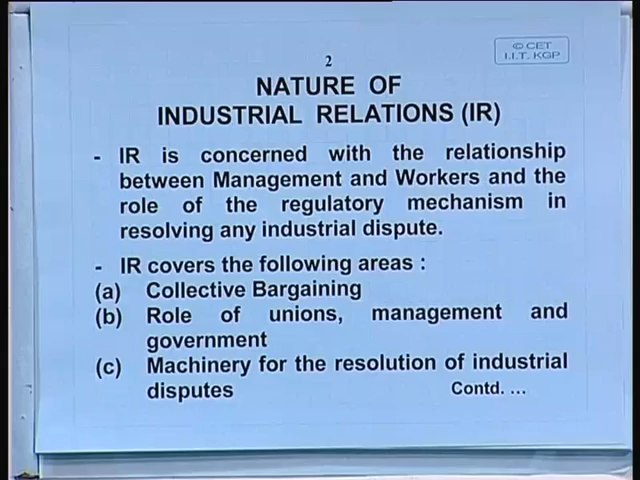 © CET
I.I.T. KGP
2
NATURE OF
INDUSTRIAL RELATIONS (IR)
- IR is concerned with the relationship
between Management and Workers and the
role of the regulatory mechanism in
resolving any industrial dispute.
- IR covers the following areas :
(a) Collective Bargaining
(b) Role of unions, management and
government
(c) Machinery for the resolution of industrial
disputes
Contd. ...